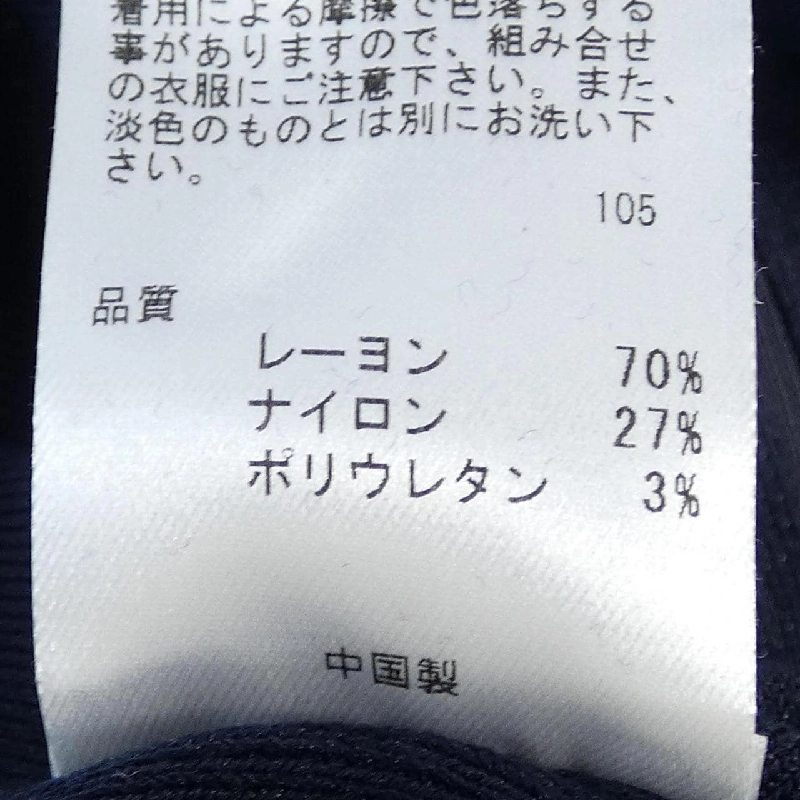 着用による摩擦で色落ちする
事がありますので、組み合せ
の衣服にご注意下さい。また、
淡色のものとは別にお洗い下
さい。
105
品質
レーヨン 70%
ナイロン 27%
ポリウレタン 3%
中国製